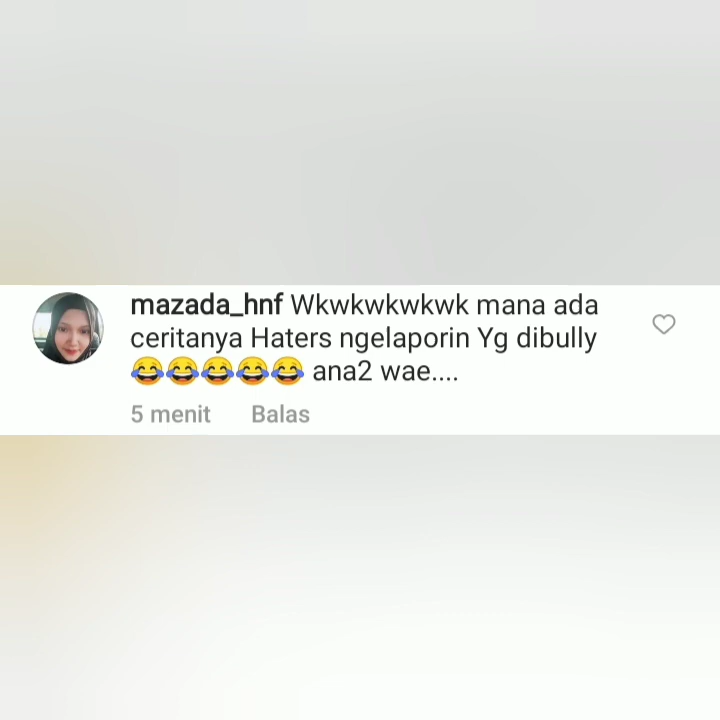 mazada_hnf Wkwkwkwkwk mana ada
ceritanya Haters ngelaporin Yg dibully
😂😂😂😂😂 ana2 wae....
5 menit Balas